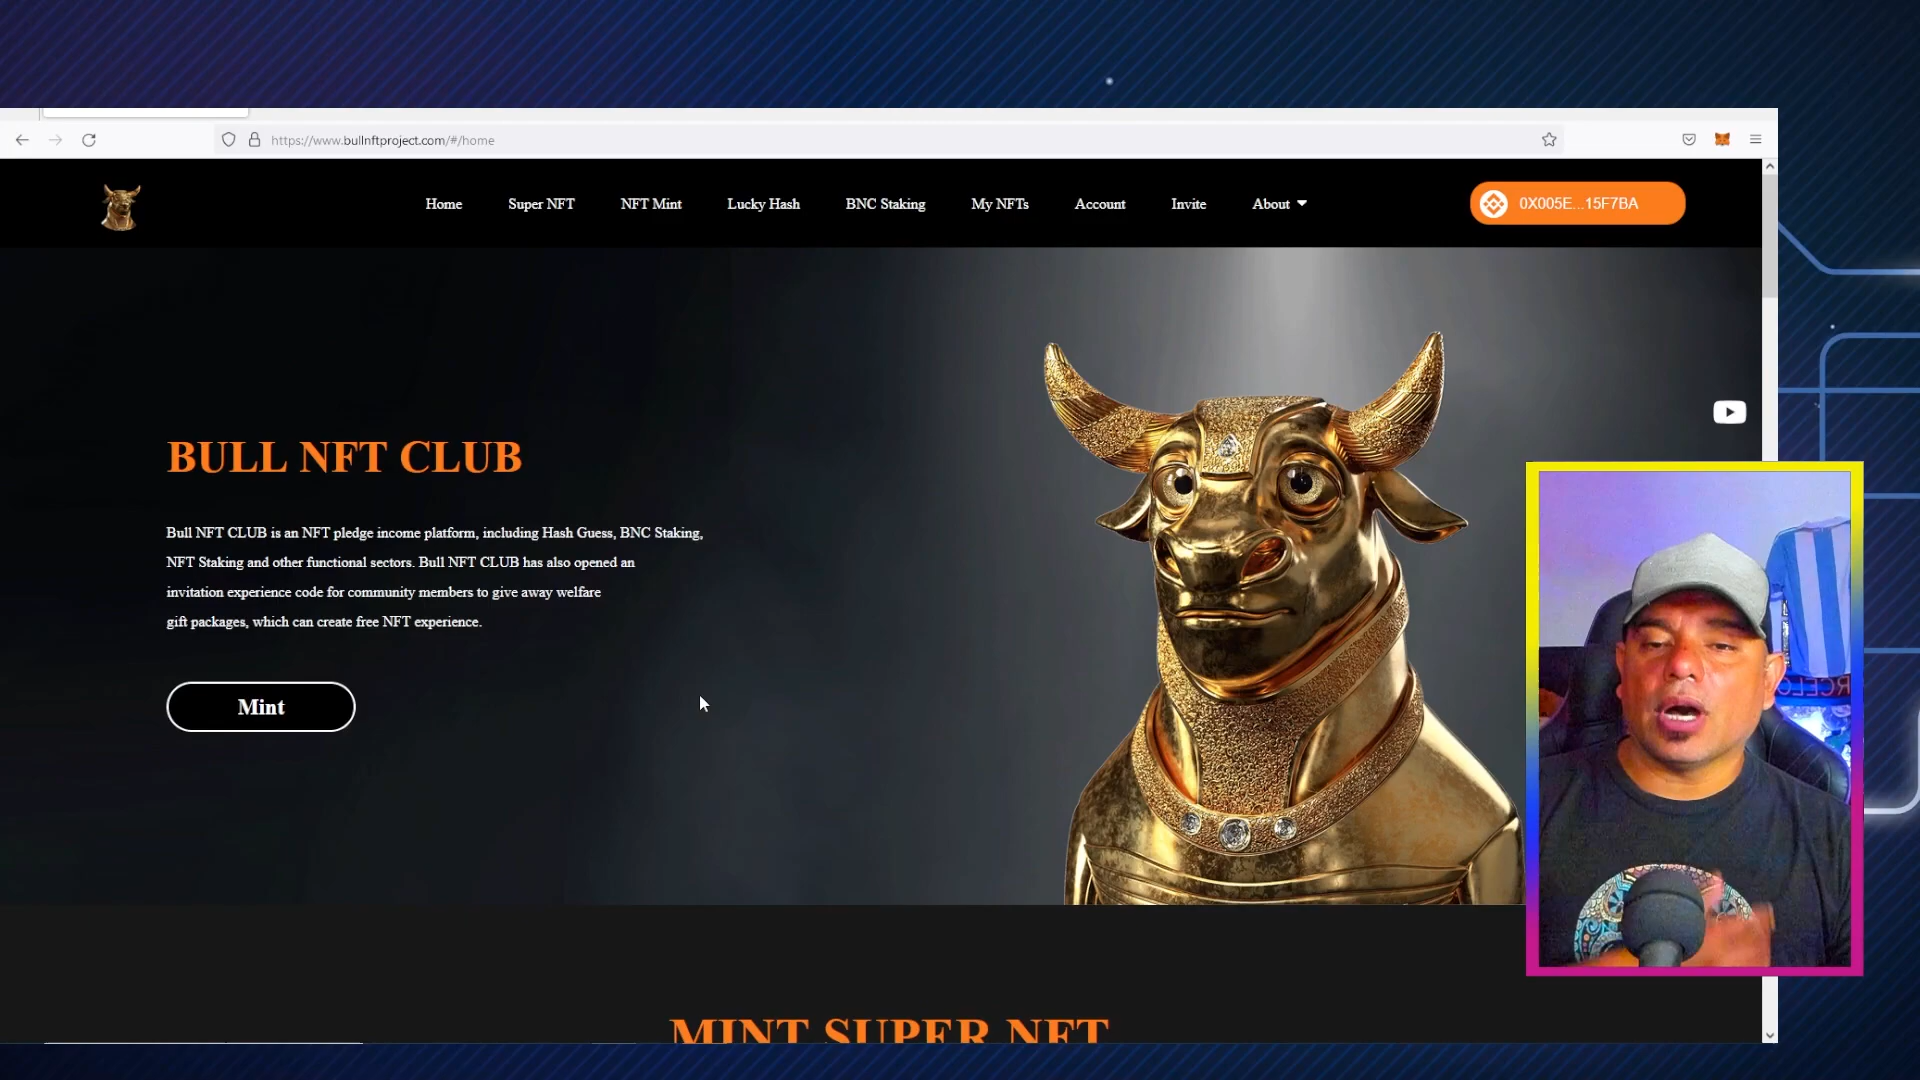 https://www.bullnftproject.com/#/home
Home Super NFT NFT Mint Lucky Hash BNC Staking My NFTs Account Invite About 0X005E...15F7BA
BULL NFT CLUB
Bull NFT CLUB is an NFT pledge income platform, including Hash Guess, BNC Staking,
NFT Staking and other functional sectors. Bull NFT CLUB has also opened an
invitation experience code for community members to give away welfare
gift packages, which can create free NFT experience.
Mint
MINT SUPER NFT